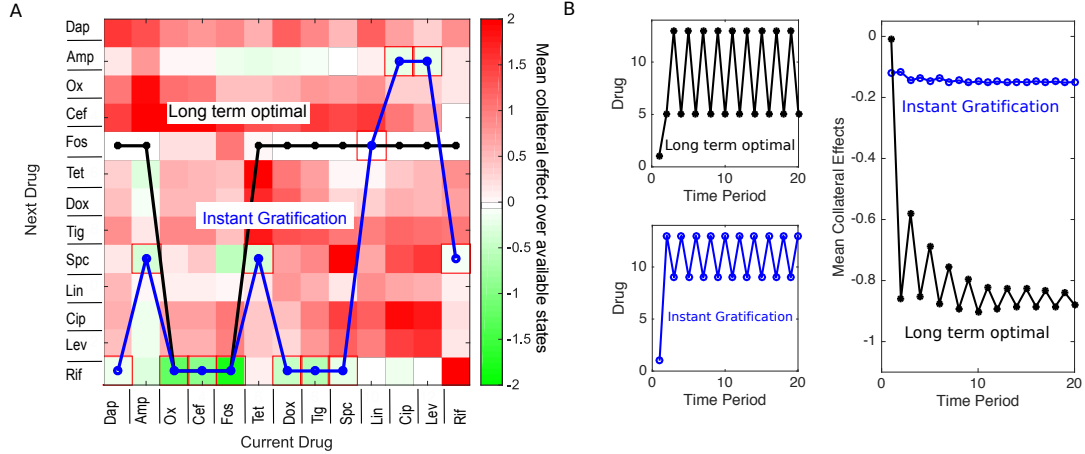 A
Dap
Amp
Ox
Cef
Fos
Tet
Dox
Tig
Spc
Lin
Cip
Lev
Rif
Next Drug
Long term optimal
Instant Gratification
Dap
Amp
Ox
Cef
Fos
Tet
Dox
Tig
Spc
Lin
Cip
Lev
Rif
Current Drug
2
1.5
1
0.5
0
-0.5
-1
-1.5
-2
Mean collateral effect over available states
B
10
5
0
Drug
Long term optimal
0
10
20
Time Period
10
5
0
Drug
Instant Gratification
0
10
20
Time Period
0
-0.2
-0.4
-0.6
-0.8
-1
Mean Collateral Effects
Instant Gratification
Long term optimal
0
10
20
Time Period